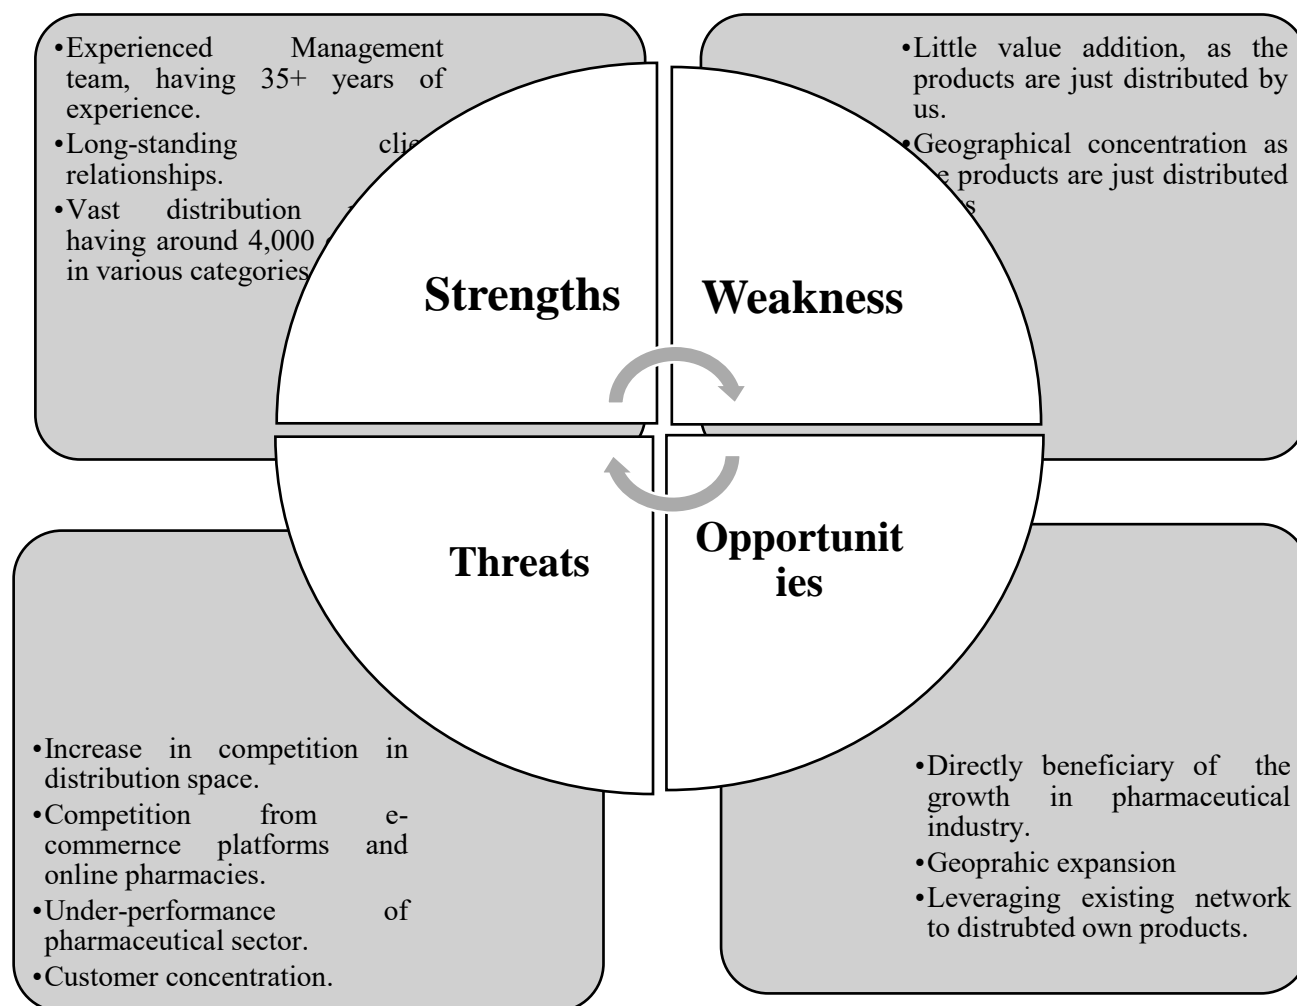 •Experienced Management
team, having 35+ years of
experience.
•Long-standing
relationships.
•Vast distribution
having around 4,000
in various categories
Strengths
•Little value addition, as the
products are just distributed by
us.
•Geographical concentration as
products are just distributed
Weakness
Threats
•Increase in competition in
distribution space.
•Competition from e-
commernce platforms and
online pharmacies.
•Under-performance of
pharmaceutical sector.
•Customer concentration.
Opportunit
ies
•Directly beneficiary of the
growth in pharmaceutical
industry.
•Geoprahic expansion
•Leveraging existing network
to distrubted own products.